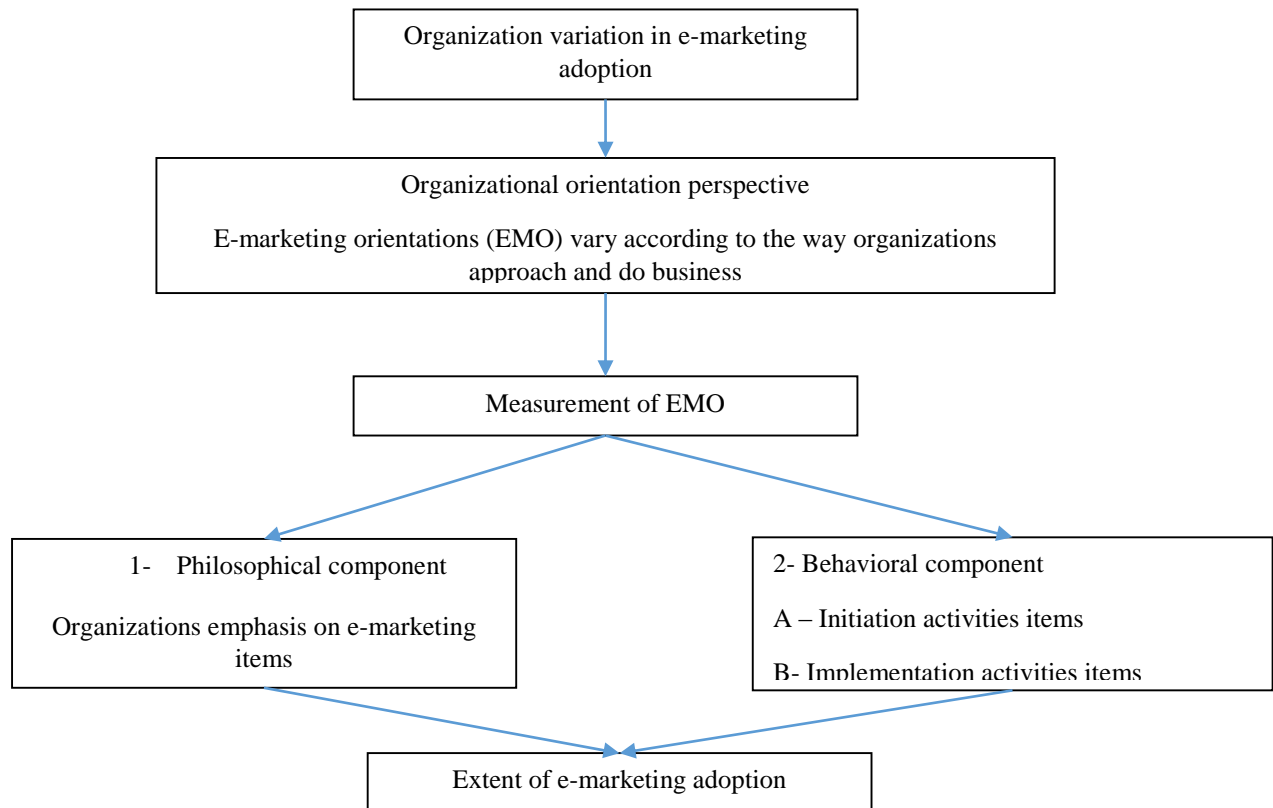 Organization variation in e-marketing
adoption
Organizational orientation perspective
E-marketing orientations (EMO) vary according to the way organizations
approach and do business
Measurement of EMO
1- Philosophical component
Organizations emphasis on e-marketing
items
2- Behavioral component
A – Initiation activities items
B- Implementation activities items
Extent of e-marketing adoption